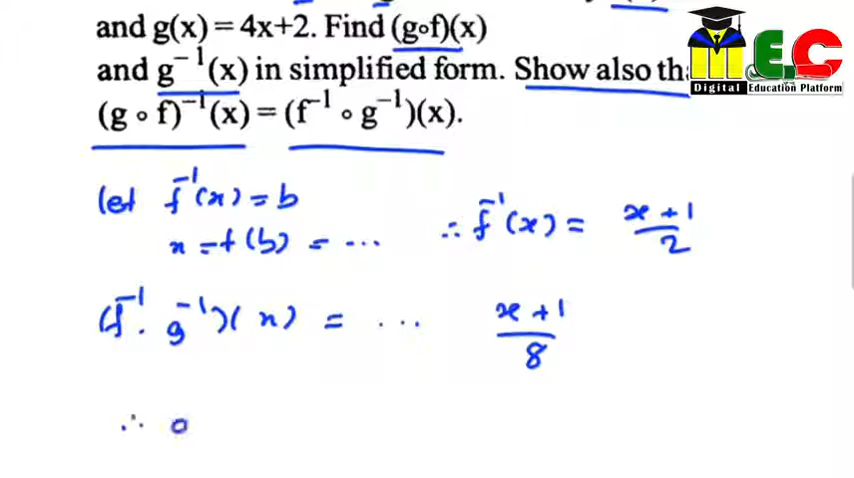 and g(x) = 4x+2. Find (g∘f)(x)
and g⁻¹(x) in simplified form. Show also th
(g ∘ f)⁻¹(x) = (f⁻¹ ∘ g⁻¹)(x).
MEC
Digital Education Platform
let f⁻¹(x) = b
x = f(b) = ...
∴ f⁻¹(x) = (x+1)/2
(f⁻¹. g⁻¹)(x) = ... (x+1)/8
∴